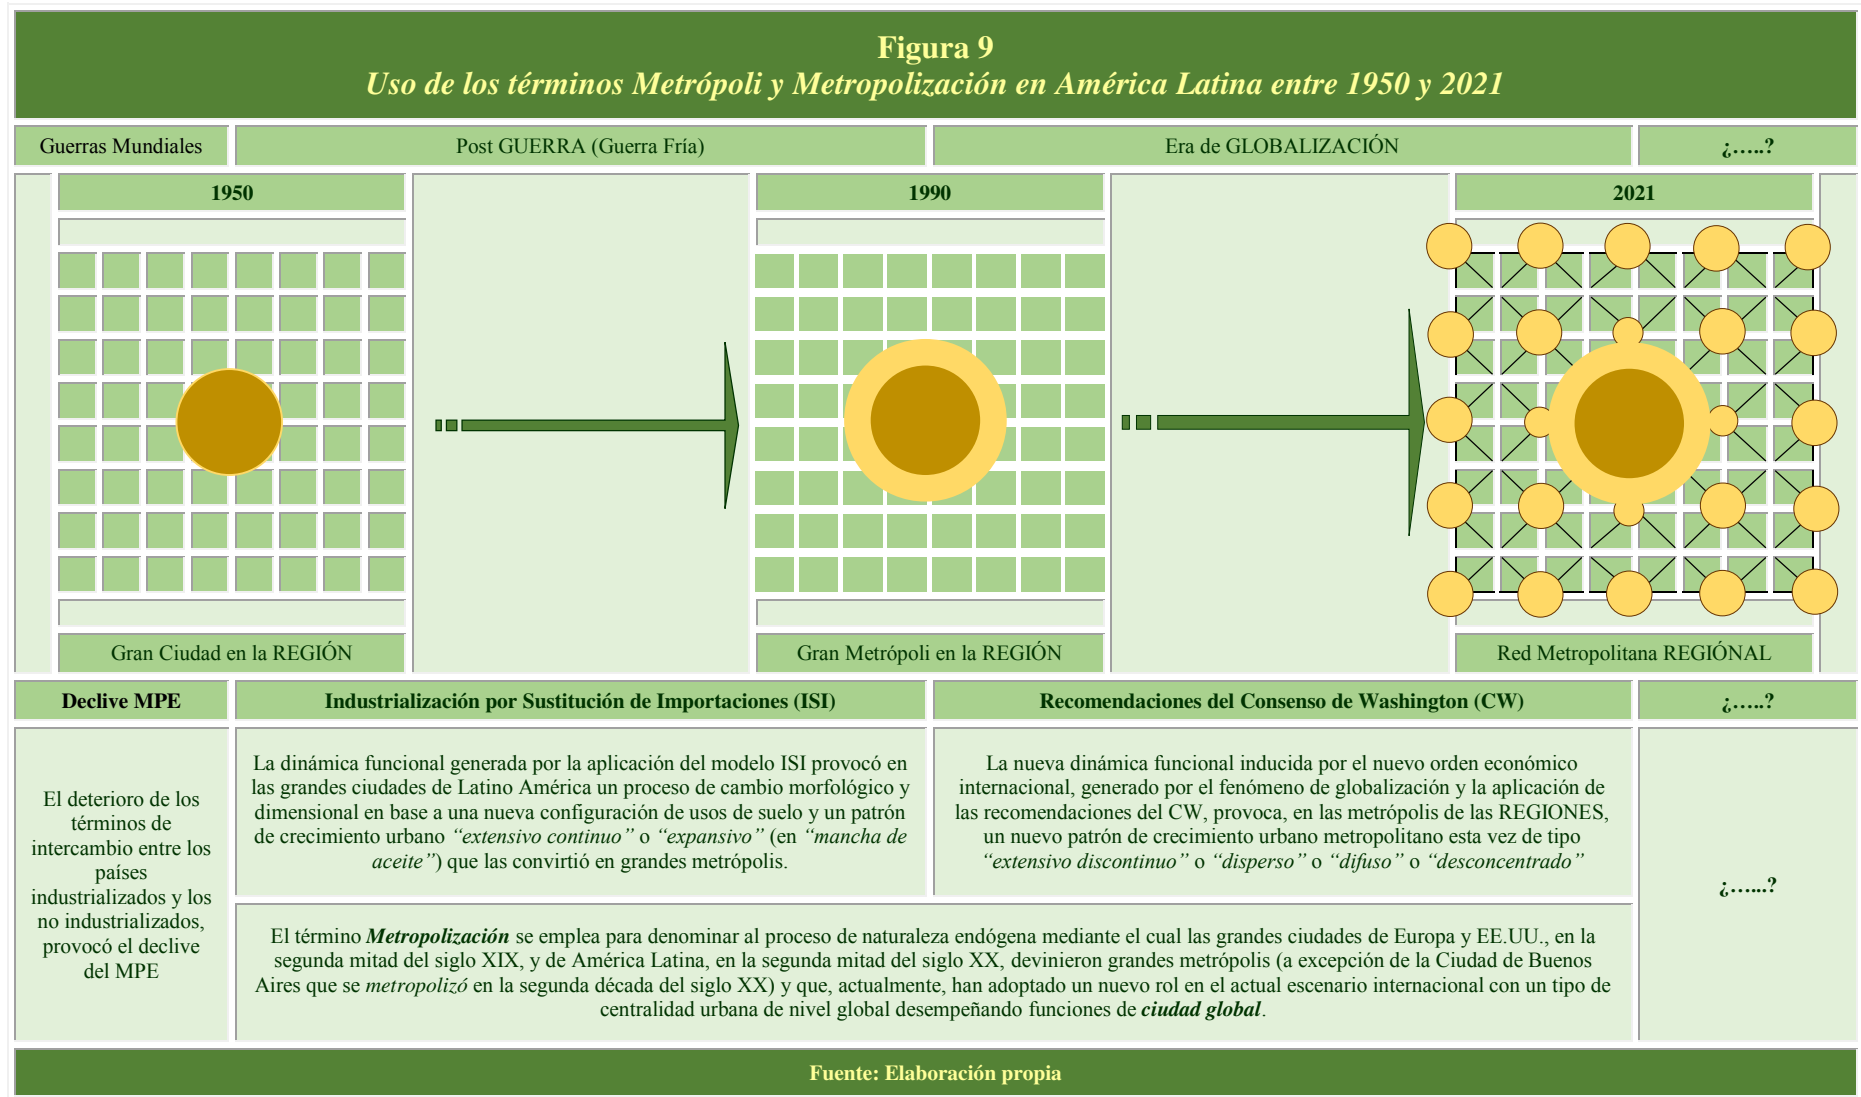 Figura 9
Uso de los términos Metrópoli y Metropolización en América Latina entre 1950 y 2021
Guerras Mundiales
Post GUERRA (Guerra Fría)
Era de GLOBALIZACIÓN
¿…..?
1950
1990
2021
Gran Ciudad en la REGIÓN
Gran Metrópoli en la REGIÓN
Red Metropolitana REGIÓNAL
Declive MPE
Industrialización por Sustitución de Importaciones (ISI)
Recomendaciones del Consenso de Washington (CW)
¿…..?
El deterioro de los
términos de
intercambio entre los
países
industrializados y los
no industrializados,
provocó el declive
del MPE
La dinámica funcional generada por la aplicación del modelo ISI provocó en
las grandes ciudades de Latino América un proceso de cambio morfológico y
dimensional en base a una nueva configuración de usos de suelo y un patrón
de crecimiento urbano “extensivo continuo” o “expansivo” (en “mancha de
aceite”) que las convirtió en grandes metrópolis.
La nueva dinámica funcional inducida por el nuevo orden económico
internacional, generado por el fenómeno de globalización y la aplicación de
las recomendaciones del CW, provoca, en las metrópolis de las REGIONES,
un nuevo patrón de crecimiento urbano metropolitano esta vez de tipo
“extensivo discontinuo” o “disperso” o “difuso” o “desconcentrado”
¿…...?
El término Metropolización se emplea para denominar al proceso de naturaleza endógena mediante el cual las grandes ciudades de Europa y EE.UU., en la
segunda mitad del siglo XIX, y de América Latina, en la segunda mitad del siglo XX, devinieron grandes metrópolis (a excepción de la Ciudad de Buenos
Aires que se metropolizó en la segunda década del siglo XX) y que, actualmente, han adoptado un nuevo rol en el actual escenario internacional con un tipo de
centralidad urbana de nivel global desempeñando funciones de ciudad global.
Fuente: Elaboración propia